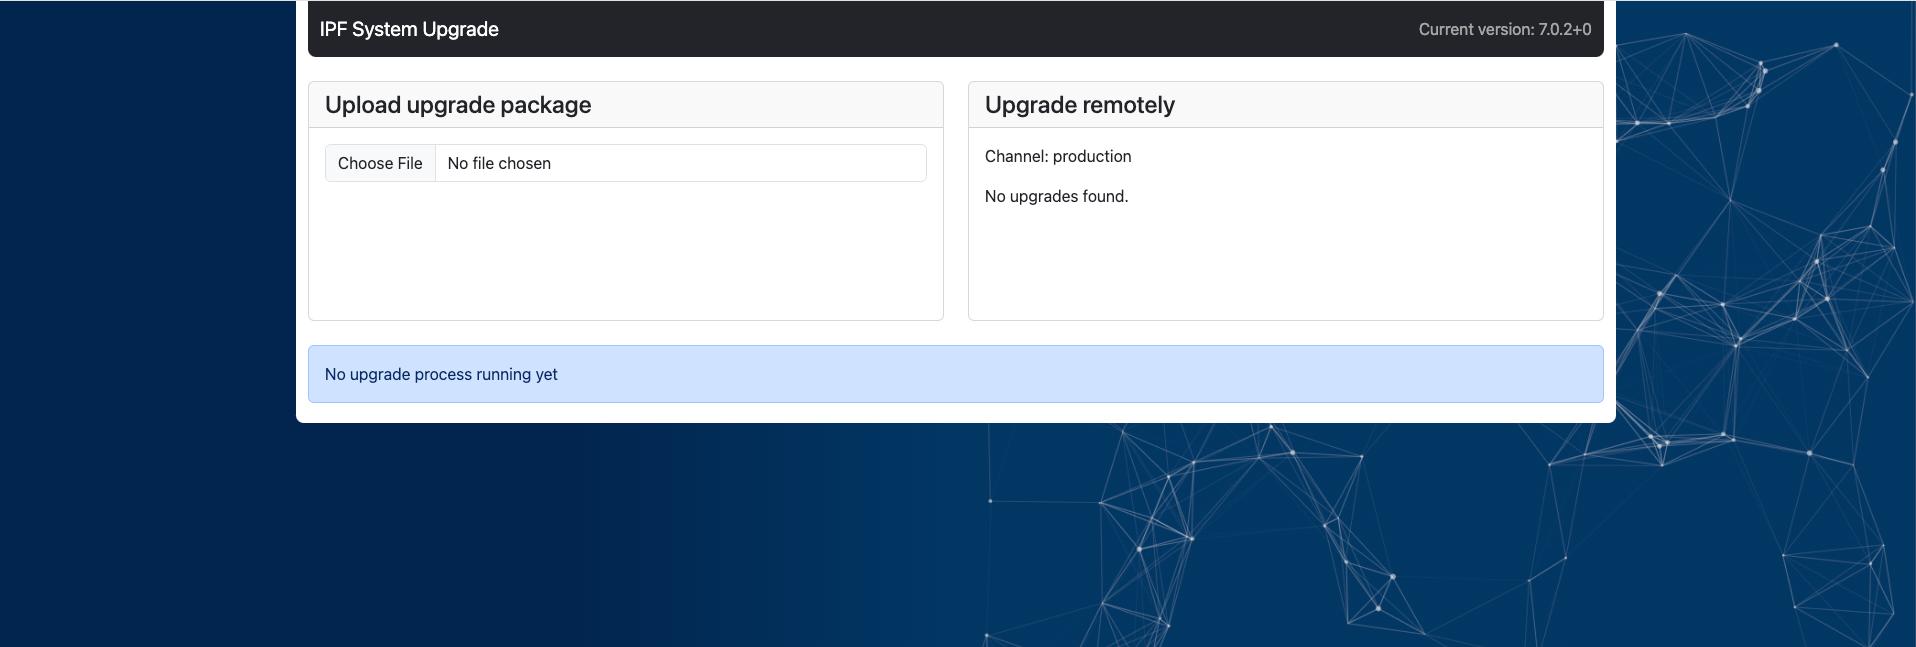 IPF System Upgrade
Current version: 7.0.2+0
Upload upgrade package
Choose File
No file chosen
Upgrade remotely
Channel: production
No upgrades found.
No upgrade process running yet